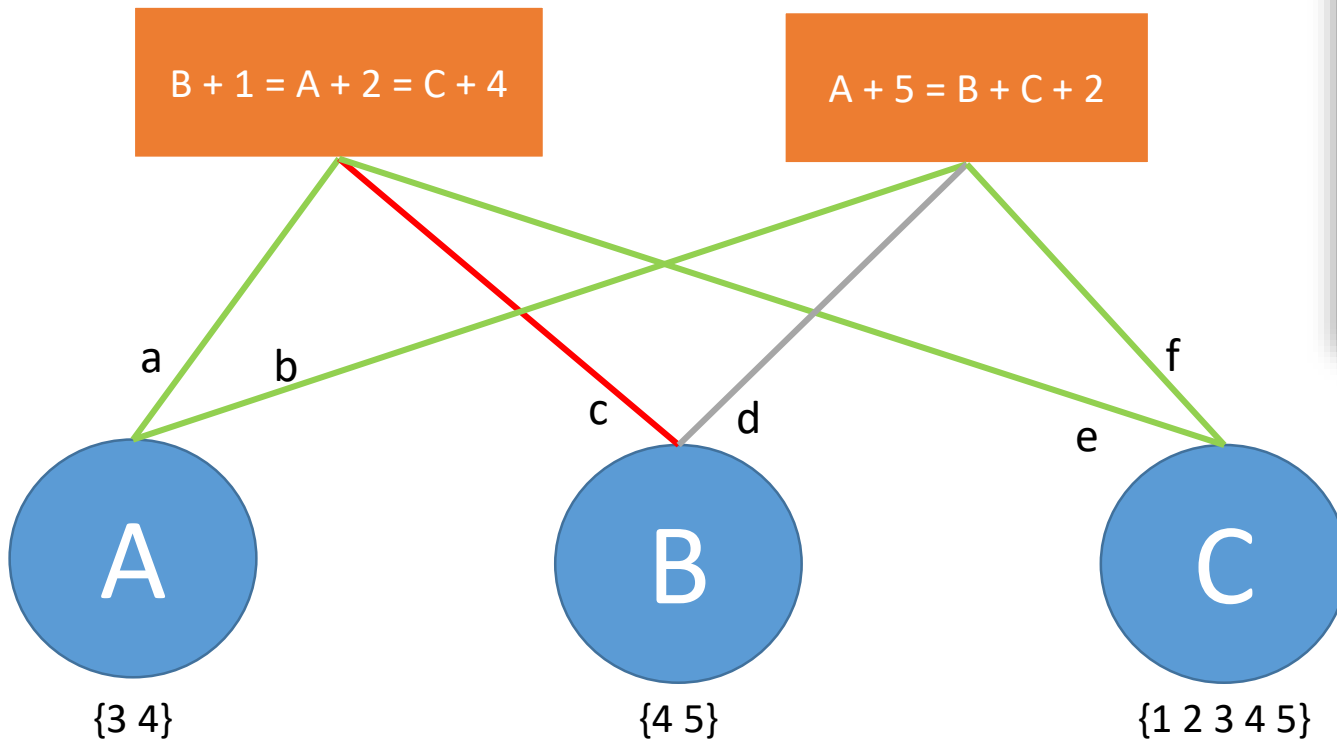 B + 1 = A + 2 = C + 4
A + 5 = B + C + 2
a
b
c
d
e
f
A
B
C
{3 4}
{4 5}
{1 2 3 4 5}